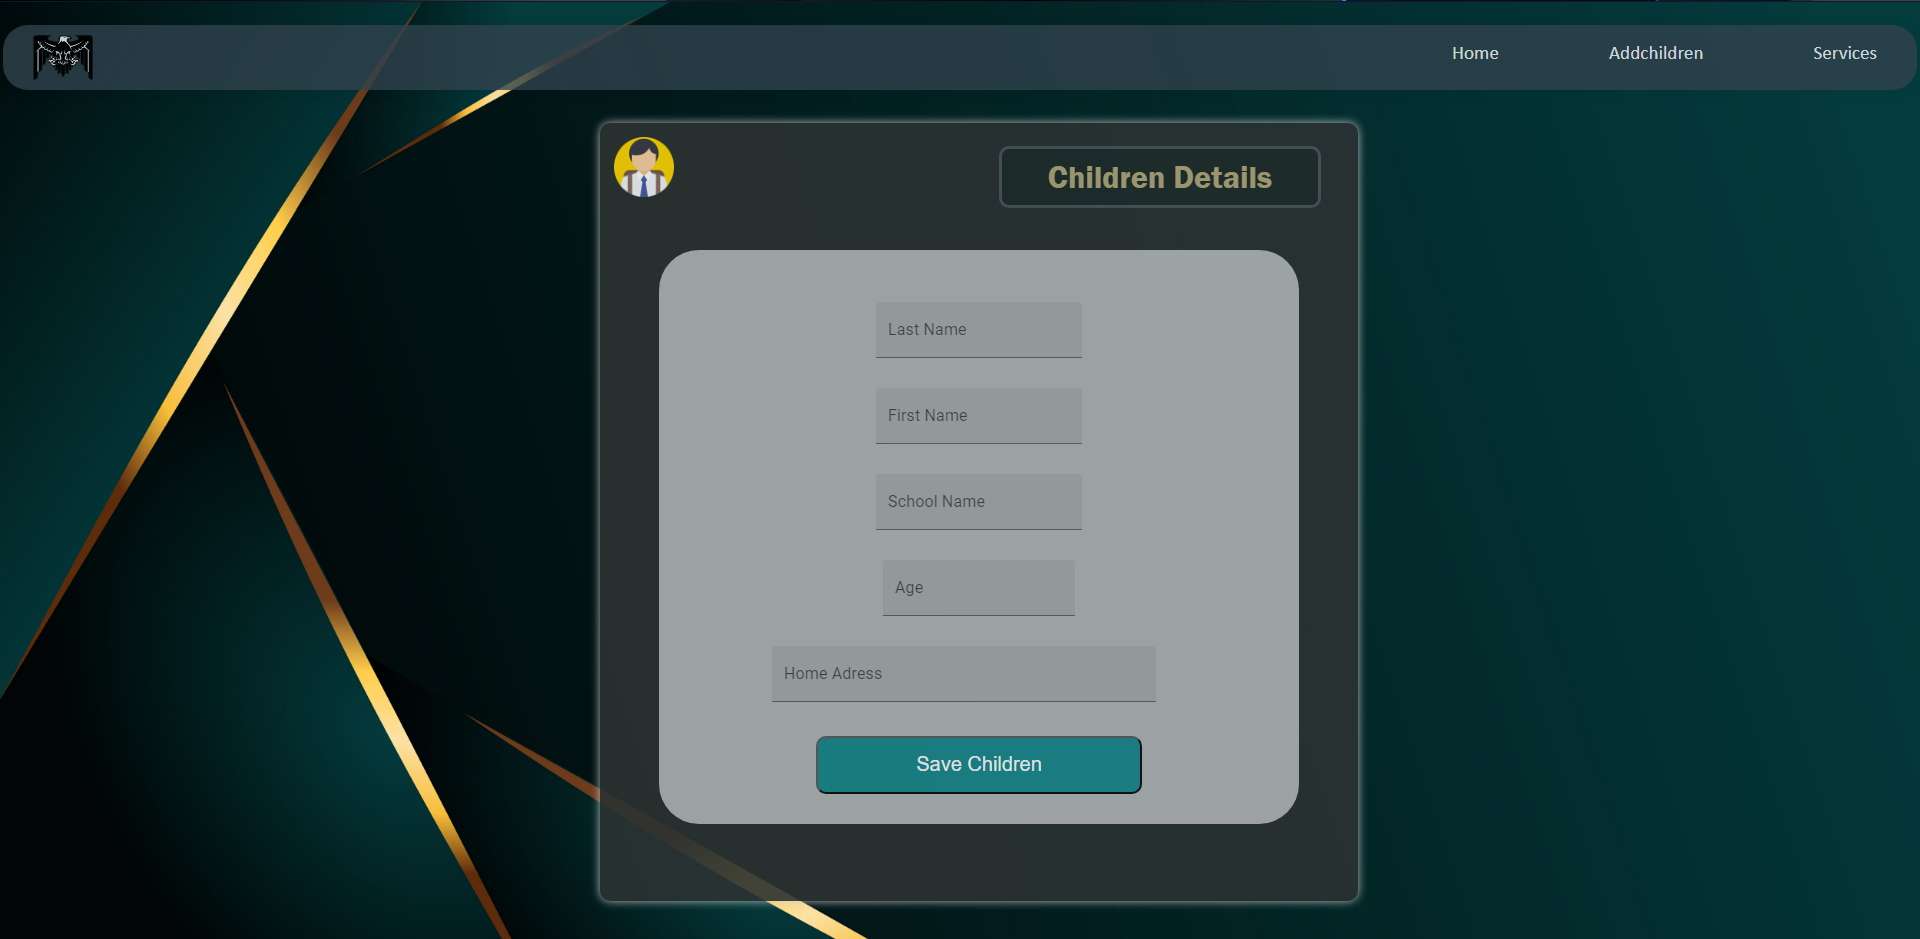 Home Addchildren Services
Children Details
Last Name
First Name
School Name
Age
Home Adress
Save Children